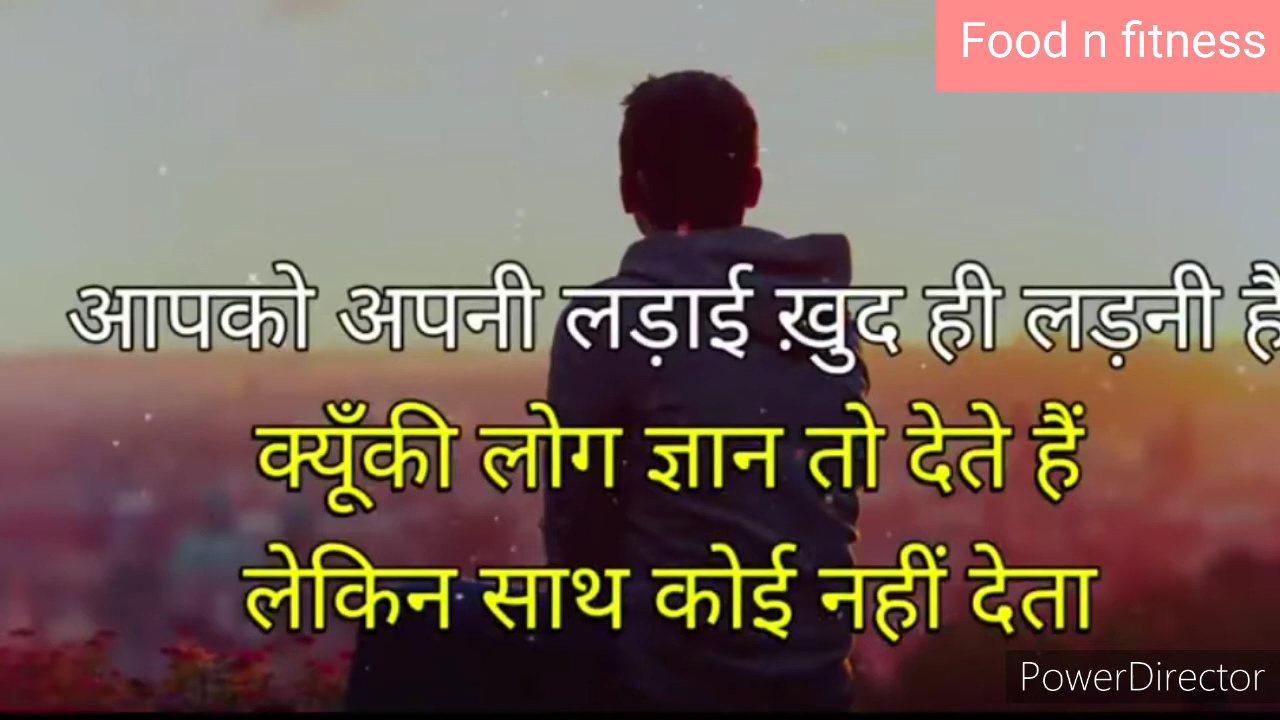 Food n fitness
आपको अपनी लड़ाई ख़ुद ही लड़नी है
क्यूँकी लोग ज्ञान तो देते हैं
लेकिन साथ कोई नहीं देता
PowerDirector